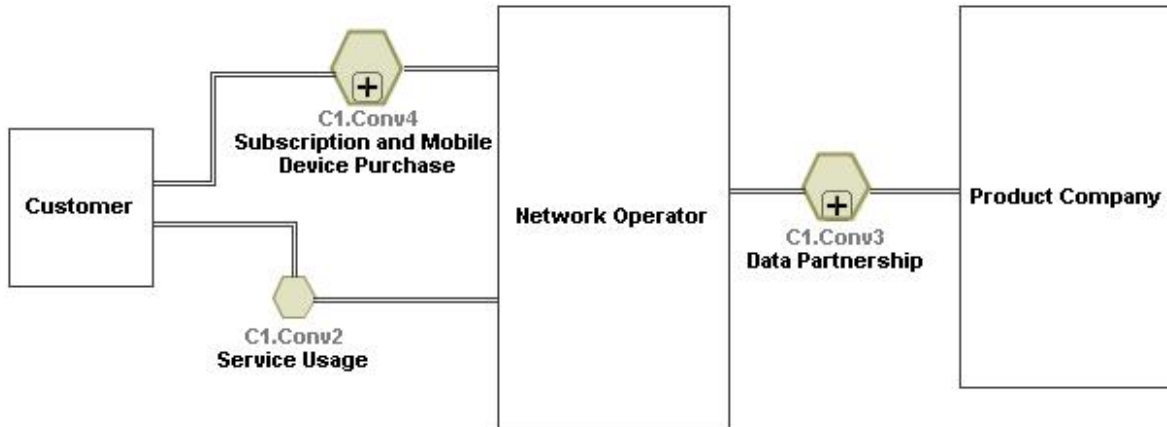 C1.Conv4
Subscription and Mobile
Device Purchase
Customer
C1.Conv2
Service Usage
Network Operator
C1.Conv3
Data Partnership
Product Company